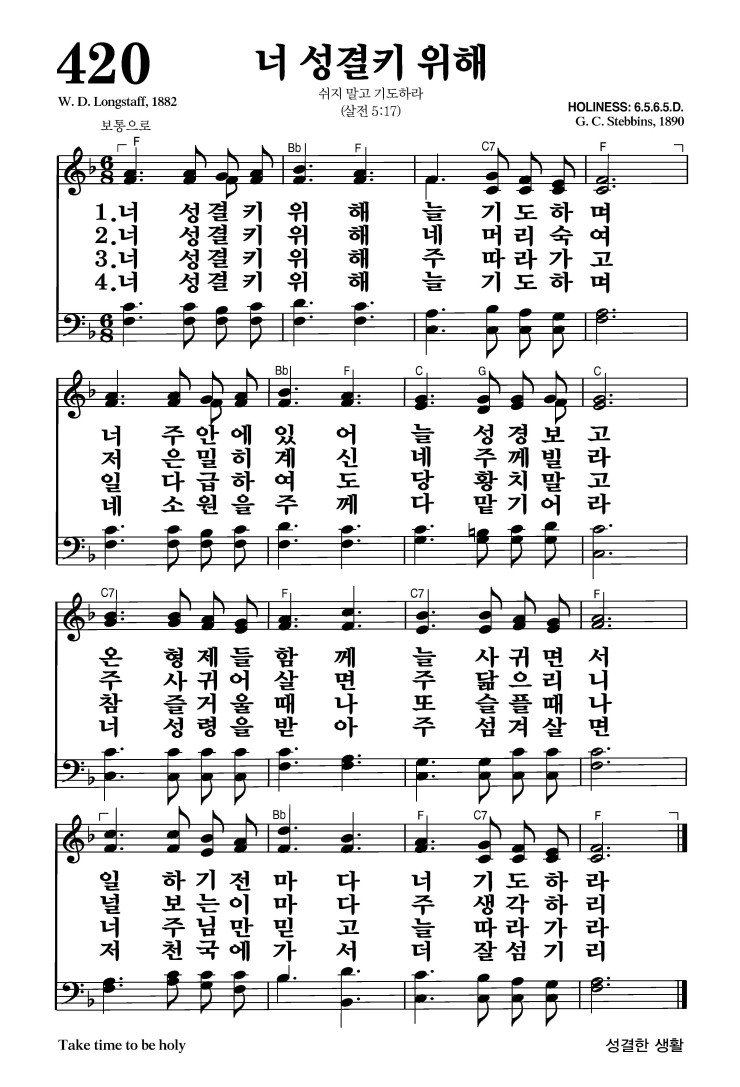 420
너 성결키 위해
W. D. Longstaff, 1882
쉬지 말고 기도하라
(살전 5:17)
HOLINESS: 6.5.6.5.D.
G. C. Stebbins, 1890
보통으로
F Bb F C7 F
1.너 성결키 위해 늘 기도하며
2.너 성결키 위해 네 머리숙여
3.너 성결키 위해 주 따라가고
4.너 성결키 위해 늘 기도하며
Bb F C G C
너 주안에 있어 늘 성경보고
저 은밀히 계신 네 주께빌라
일 다급하여도 당황치말고
네 소원을주께 다 맡기어라
C7 F C7 F
온 형제들함께 늘 사귀면서
주 사귀어살면 주 닮으리니
참 즐거울때나 또 슬플때나
너 성령을받아 주 섬겨살면
Bb F C7 F
일 하기전마다 너 기도하라
널 보는이마다 주 생각하리
너 주님만믿고 늘 따라가라
저 천국에가서 더 잘섬기리
Take time to be holy
성결한 생활